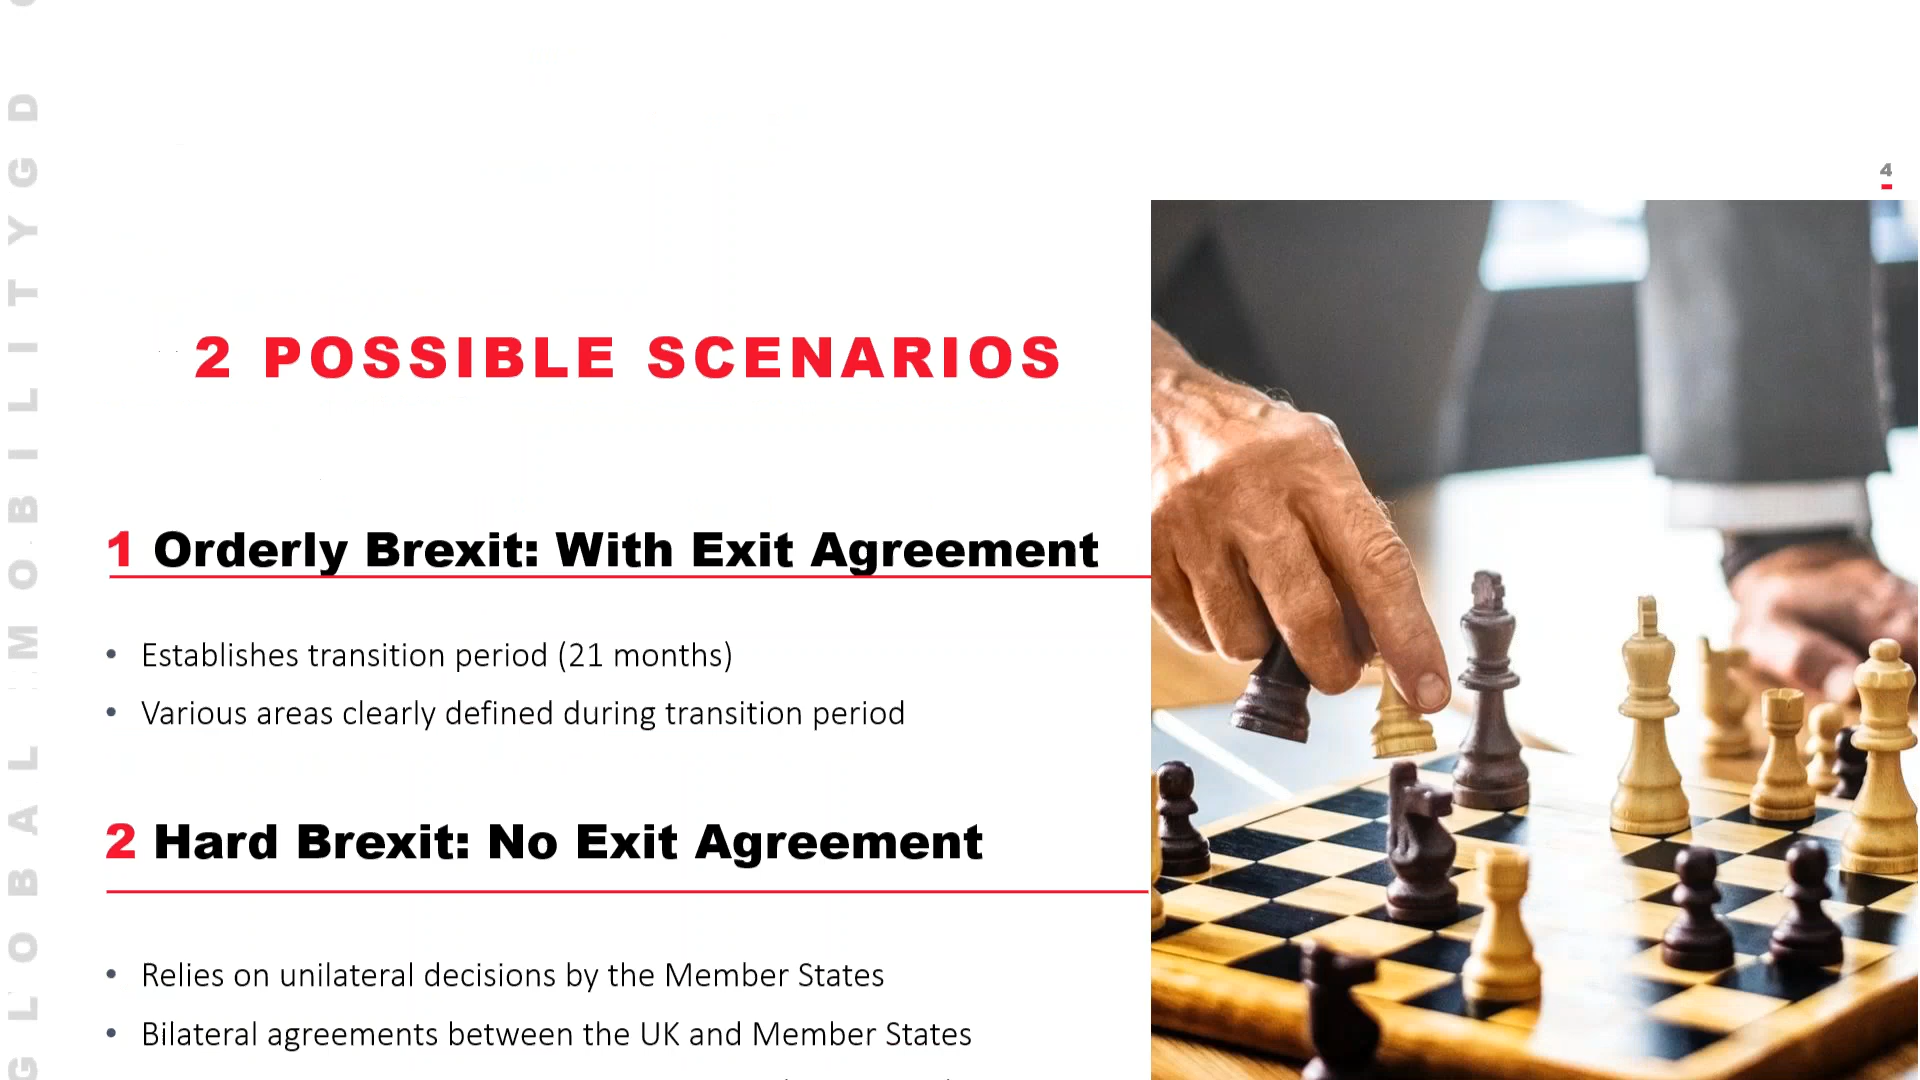 4
2 POSSIBLE SCENARIOS
1 Orderly Brexit: With Exit Agreement
• Establishes transition period (21 months)
• Various areas clearly defined during transition period
2 Hard Brexit: No Exit Agreement
• Relies on unilateral decisions by the Member States
• Bilateral agreements between the UK and Member States
GLOBAL MOBILITYGD